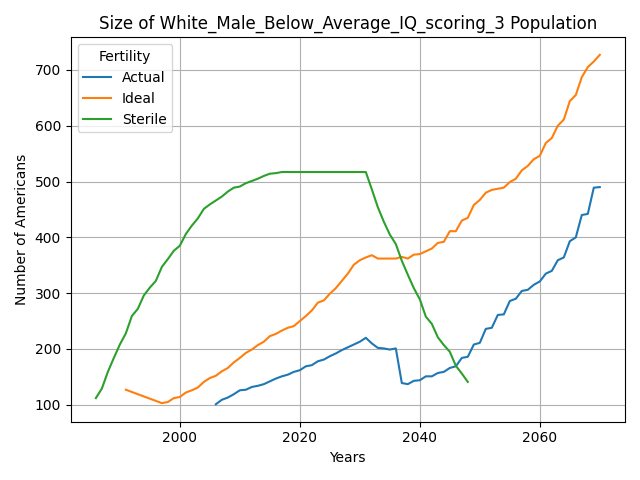 Size of White_Male_Below_Average_IQ_scoring_3 Population
Fertility
Actual
Ideal
Sterile
Number of Americans
700
600
500
400
300
200
100
2000 2020 2040 2060
Years